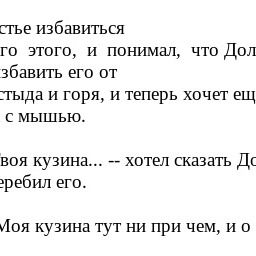 стье избавиться
го этого, и понимал, что Дол
збавить его от
стыда и горя, и теперь хочет ещ
с мышью.
воя кузина... -- хотел сказать До
еребил его.
Моя кузина тут ни при чем, и о